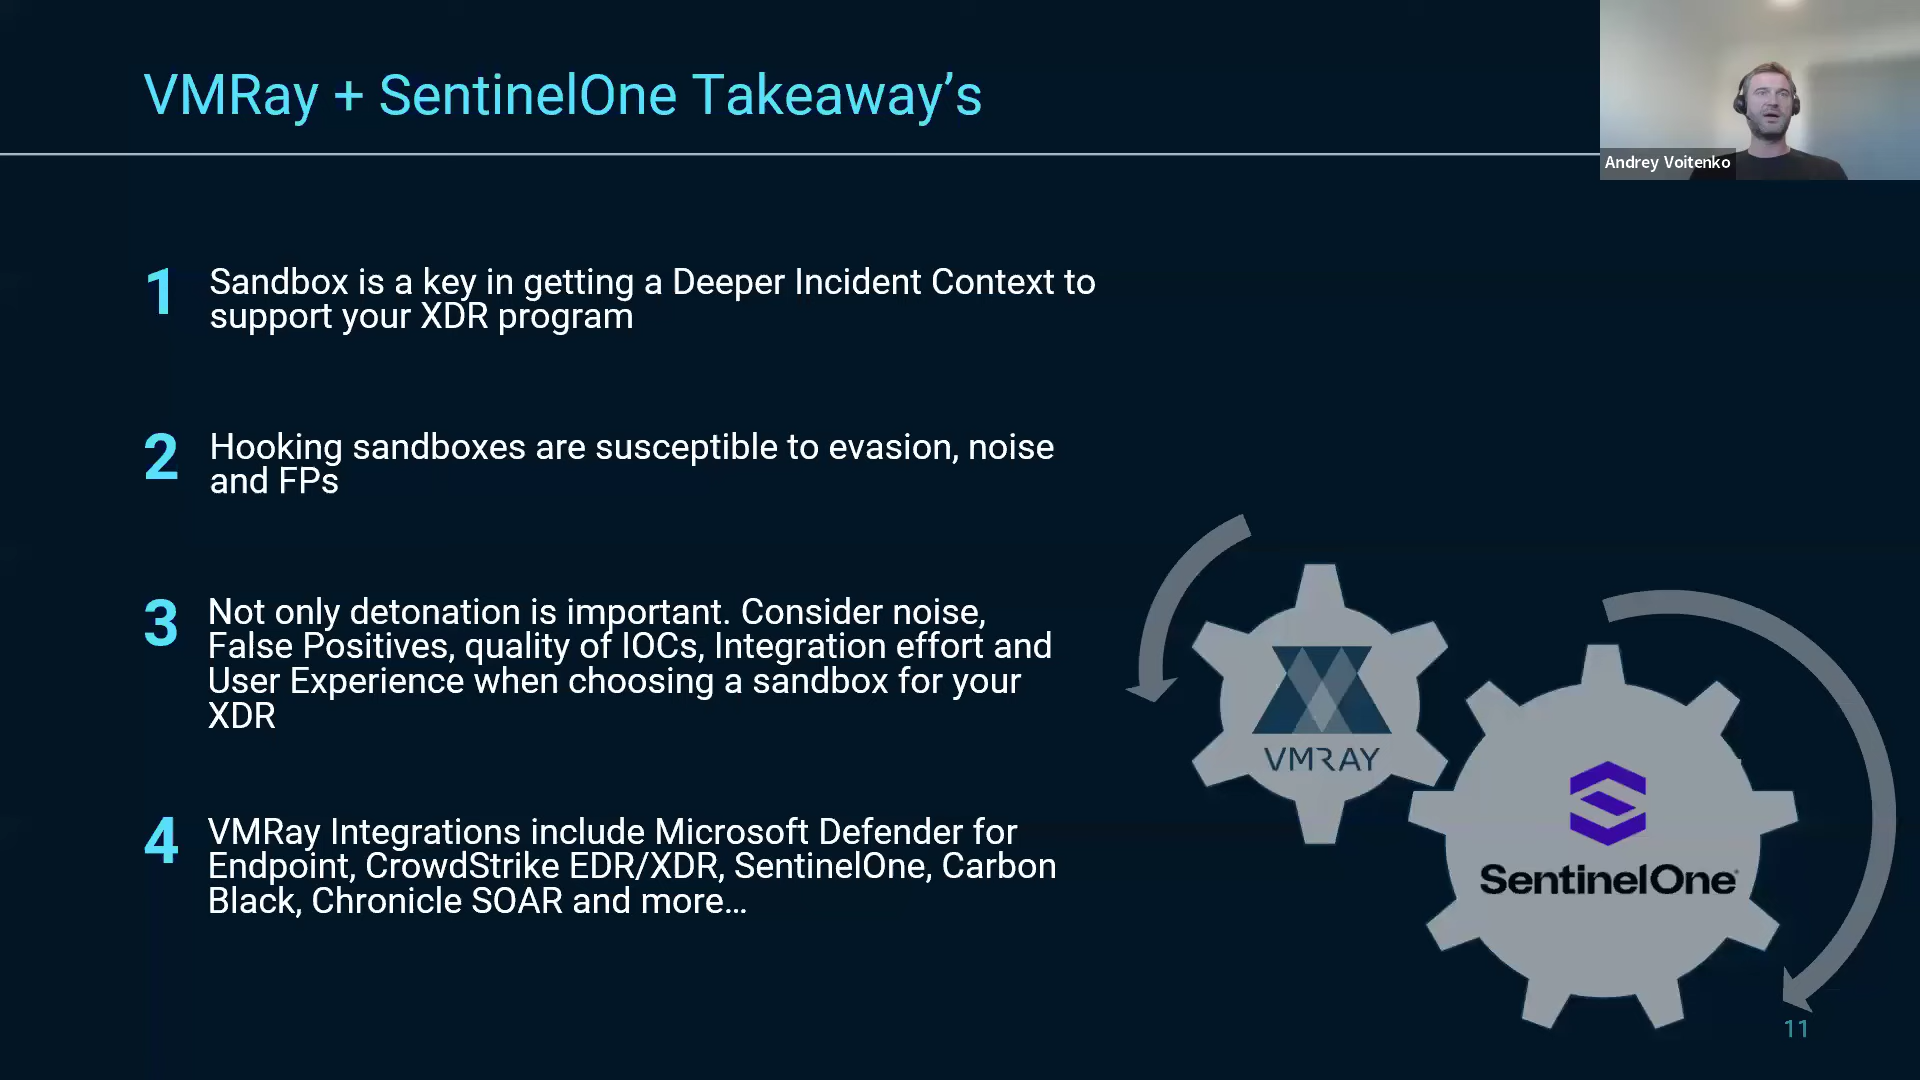 VMRay + SentinelOne Takeaway’s
Andrey Voitenko
1 Sandbox is a key in getting a Deeper Incident Context to
support your XDR program
2 Hooking sandboxes are susceptible to evasion, noise
and FPs
3 Not only detonation is important. Consider noise,
False Positives, quality of IOCs, Integration effort and
User Experience when choosing a sandbox for your
XDR
4 VMRay Integrations include Microsoft Defender for
Endpoint, CrowdStrike EDR/XDR, SentinelOne, Carbon
Black, Chronicle SOAR and more…
VMRAY
SentinelOne
11